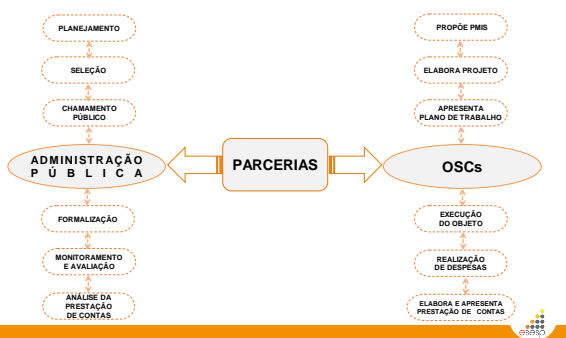 PLANEJAMENTO
SELEÇÃO
CHAMAMENTO
PÚBLICO
ADMINISTRAÇÃO
PÚBLICA
FORMALIZAÇÃO
MONITORAMENTO
E AVALIAÇÃO
ANÁLISE DA
PRESTAÇÃO
DE CONTAS
PARCERIAS
PROPÕE PMIS
ELABORA PROJETO
APRESENTA
PLANO DE TRABALHO
OSCs
EXECUÇÃO
DO OBJETO
REALIZAÇÃO
DE DESPESAS
ELABORA E APRESENTA
PRESTAÇÃO DE CONTAS